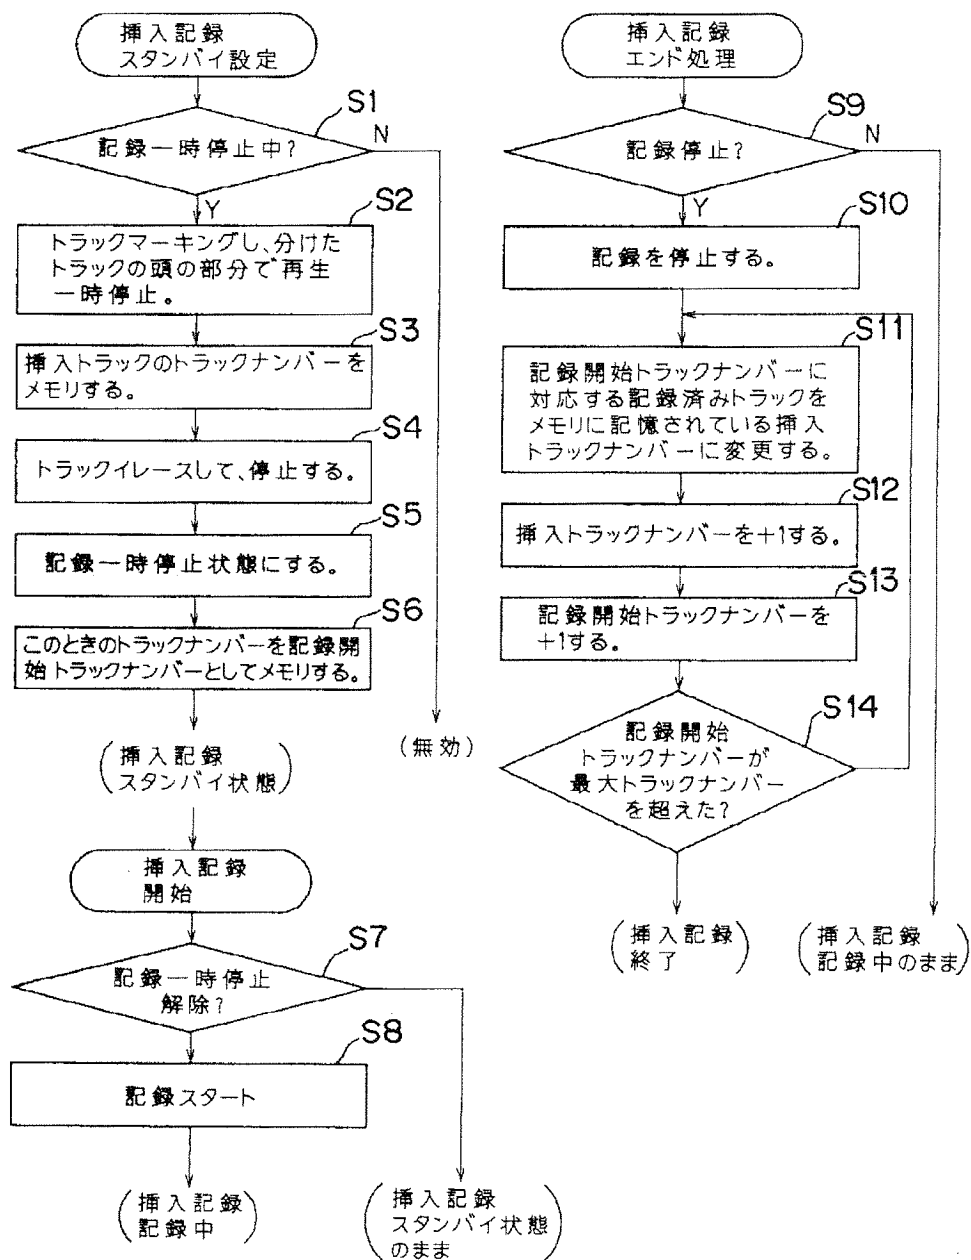 挿入記録
スタンバイ設定
S1
記録一時停止中?
N
Y
S2
トラックマーキングし、分けた
トラックの頭の部分で再生
一時停止。
S3
挿入トラックのトラックナンバーを
メモリする。
S4
トラックイレースして、停止する。
S5
記録一時停止状態にする。
S6
このときのトラックナンバーを記録開
始トラックナンバーとしてメモリする。
(挿入記録
スタンバイ状態)
(無効)
挿入記録
開始
S7
記録一時停止
解除?
S8
記録スタート
(挿入記録
記録中)
(挿入記録
スタンバイ状態
のまま)
挿入記録
エンド処理
S9
記録停止?
N
Y
S10
記録を停止する。
S11
記録開始トラックナンバーに
対応する記録済みトラックを
メモリに記憶されている挿入
トラックナンバーに変更する。
S12
挿入トラックナンバーを+1する。
S13
記録開始トラックナンバーを
+1する。
S14
記録開始
トラックナンバーが
最大トラックナンバー
を超えた?
(挿入記録
終了)
(挿入記録
記録中のまま)